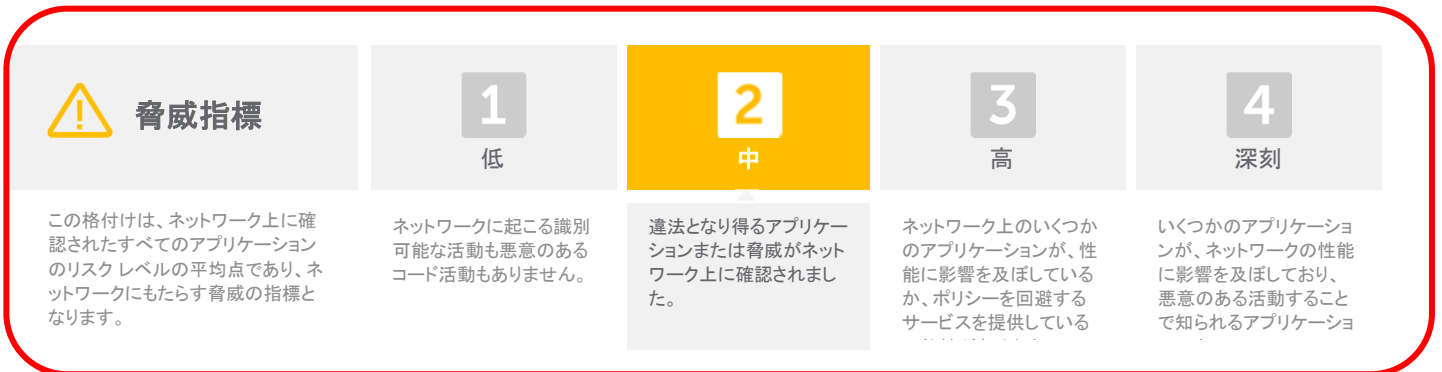 脅威指標
この格付けは、ネットワーク上に確
認されたすべてのアプリケーション
のリスク レベルの平均点であり、ネ
ットワークにもたらす脅威の指標と
なります。
1
低
ネットワークに起こる識別
可能な活動も悪意のある
コード活動もありません。
2
中
違法となり得るアプリケー
ションまたは脅威がネット
ワーク上に確認されまし
た。
3
高
ネットワーク上のいくつか
のアプリケーションが、性
能に影響を及ぼしている
か、ポリシーを回避する
サービスを提供している
4
深刻
いくつかのアプリケーショ
ンが、ネットワークの性能
に影響を及ぼしており、
悪意のある活動すること
で知られるアプリケーショ